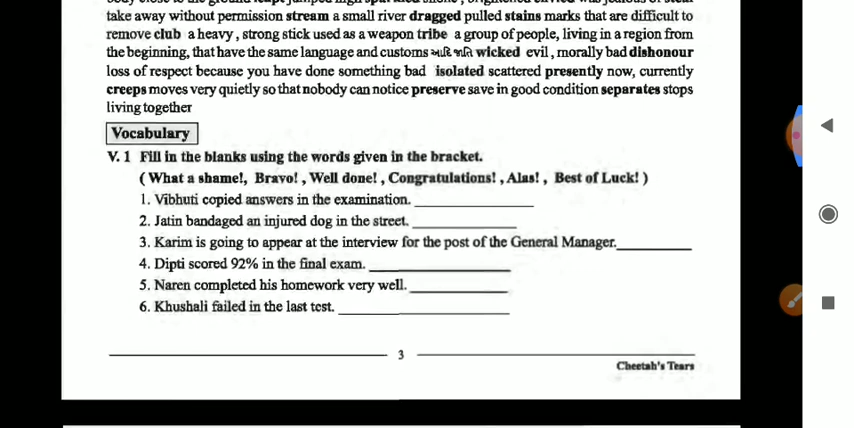 take away without permission stream a small river dragged pulled stains marks that are difficult to
remove club a heavy, strong stick used as a weapon tribe a group of people, living in a region from
the beginning, that have the same language and customs wicked evil, morally bad dishonour
loss of respect because you have done something bad isolated scattered presently now, currently
creeps moves very quietly so that nobody can notice preserve save in good condition separates stops
living together
Vocabulary
V. 1 Fill in the blanks using the words given in the bracket.
( What a shame!, Bravo! , Well done! , Congratulations! , Alas! , Best of Luck! )
1. Vibhuti copied answers in the examination. ____________
2. Jatin bandaged an injured dog in the street. ____________
3. Karim is going to appear at the interview for the post of the General Manager. ________
4. Dipti scored 92% in the final exam. ________________
5. Naren completed his homework very well. ___________
6. Khushali failed in the last test. ____________________
3
Cheetah's Tears